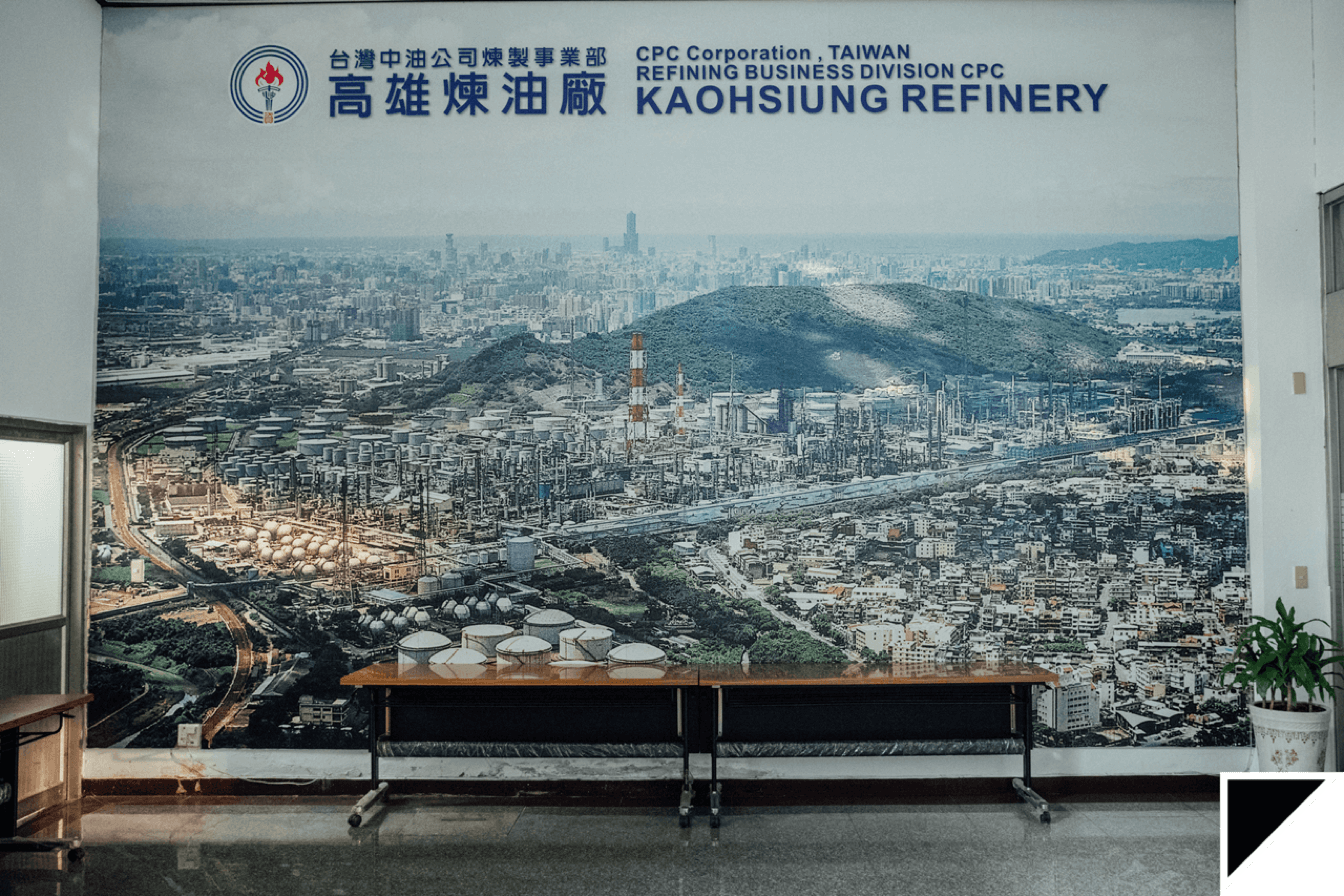 台灣中油公司煉製事業部
高雄煉油廠
CPC Corporation , TAIWAN
REFINING BUSINESS DIVISION CPC
KAOHSIUNG REFINERY